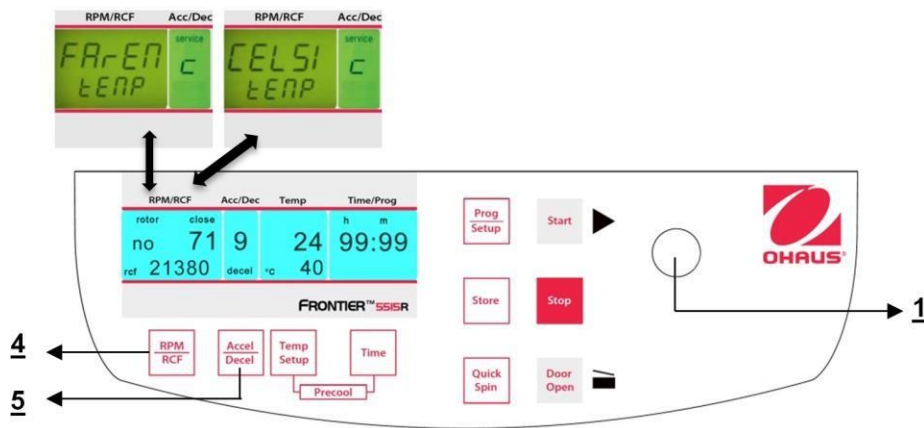 RPM/RCF Acc/Dec
FArEn service
tEMP C
RPM/RCF Acc/Dec
CELSI service
tEMP C
RPM/RCF Acc/Dec Temp Time/Prog
rotor close h m
no 71 9 24 99:99
rcf 21380 decel °C 40
FRONTIER™ 5515R
Prog
Setup
Start
OHAUS®
Store
Stop
1
4
RPM
RCF
Accel
Decel
Temp
Setup
Time
Precool
5
Quick
Spin
Door
Open